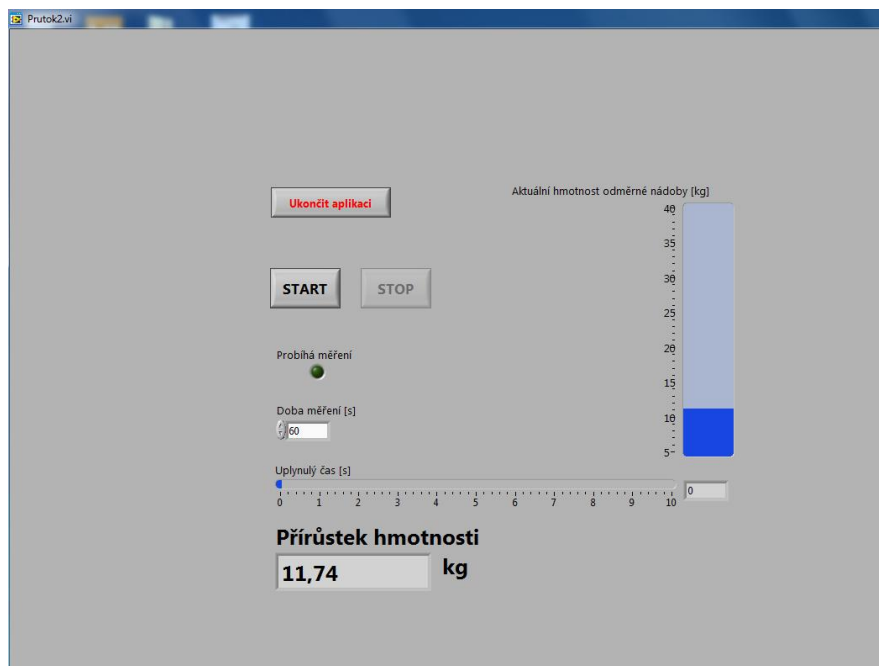 Prutok2.vi
Ukončit aplikaci
Aktuální hmotnost odměrné nádoby [kg]
40
35
30
25
20
15
10
5
START STOP
Probíhá měření
Doba měření [s]
60
Uplynulý čas [s]
0 1 2 3 4 5 6 7 8 9 10
0
Přírůstek hmotnosti
11,74 kg